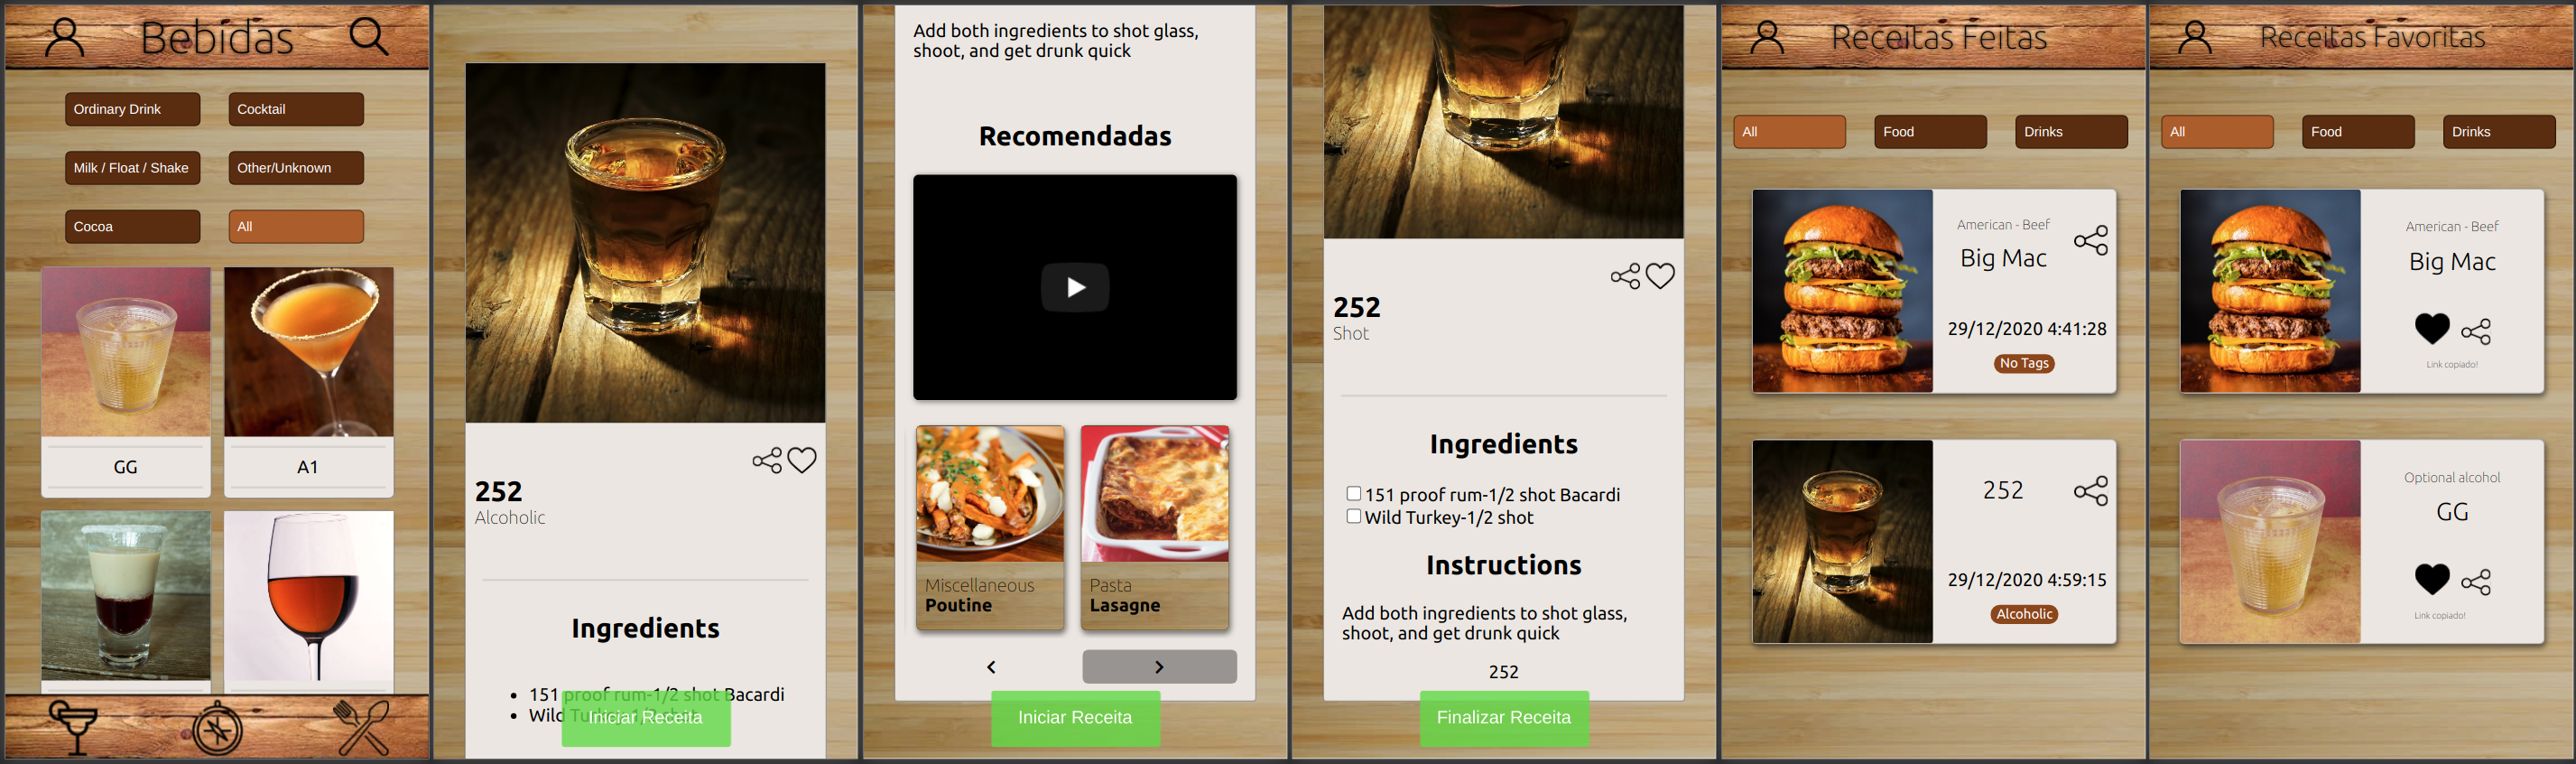 Bebidas
Ordinary Drink
Cocktail
Milk / Float / Shake
Other/Unknown
Cocoa
All
GG
A1
252
Alcoholic
Ingredients
151 proof rum-1/2 shot Bacardi
Wild Turkey-1/2 shot
Iniciar Receita
Add both ingredients to shot glass,
shoot, and get drunk quick
Recomendadas
Miscellaneous
Poutine
Pasta
Lasagne
Iniciar Receita
252
Shot
Ingredients
151 proof rum-1/2 shot Bacardi
Wild Turkey-1/2 shot
Instructions
Add both ingredients to shot glass,
shoot, and get drunk quick
252
Finalizar Receita
Receitas Feitas
All
Food
Drinks
American - Beef
Big Mac
29/12/2020 4:41:28
No Tags
252
29/12/2020 4:59:15
Alcoholic
Receitas Favoritas
All
Food
Drinks
American - Beef
Big Mac
Link copiado!
Optional alcohol
GG
Link copiado!